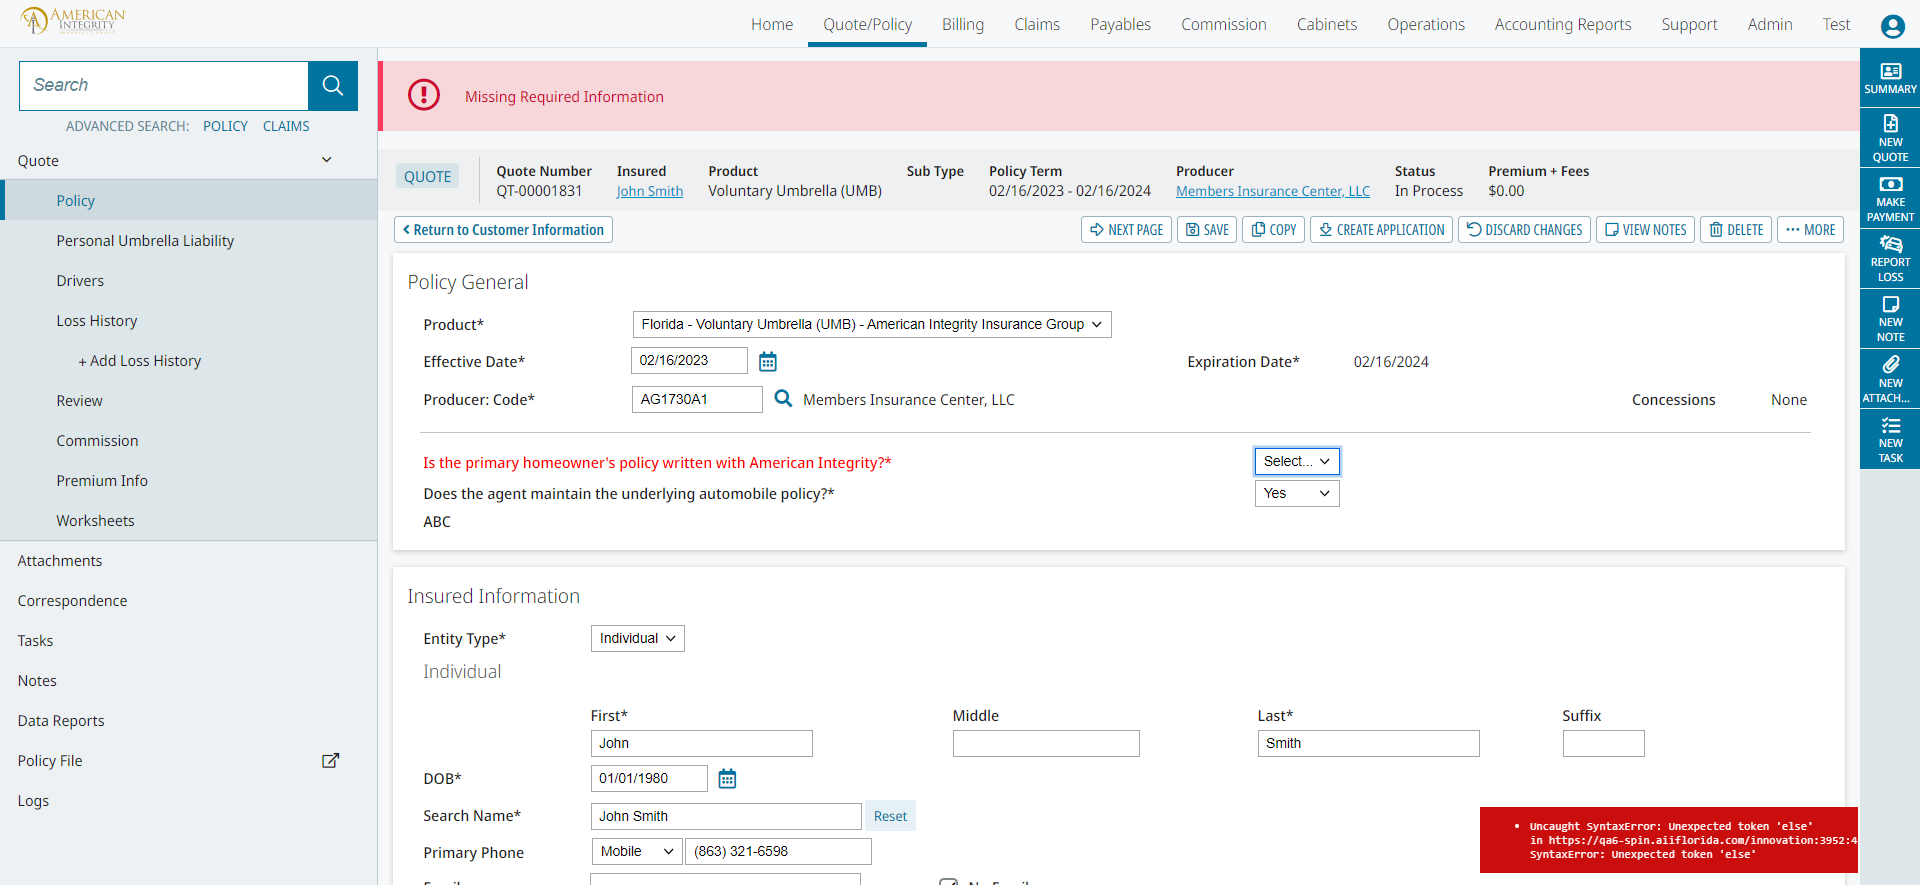 AMERICAN
INTEGRITY
Home
Quote/Policy
Billing
Claims
Payables
Commission
Cabinets
Operations
Accounting Reports
Support
Admin
Test
Search
ADVANCED SEARCH: POLICY CLAIMS
Quote
Policy
Personal Umbrella Liability
Drivers
Loss History
+ Add Loss History
Review
Commission
Premium Info
Worksheets
Attachments
Correspondence
Tasks
Notes
Data Reports
Policy File
Logs
Missing Required Information
QUOTE
Quote Number
QT-00001831
Insured
John Smith
Product
Voluntary Umbrella (UMB)
Sub Type
Policy Term
02/16/2023 - 02/16/2024
Producer
Members Insurance Center, LLC
Status
In Process
Premium + Fees
$0.00
Return to Customer Information
NEXT PAGE
SAVE
COPY
CREATE APPLICATION
DISCARD CHANGES
VIEW NOTES
DELETE
MORE
Policy General
Product* Florida - Voluntary Umbrella (UMB) - American Integrity Insurance Group
Effective Date* 02/16/2023 Expiration Date* 02/16/2024
Producer: Code* AG1730A1 Members Insurance Center, LLC Concessions None
Is the primary homeowner's policy written with American Integrity?* Select...
Does the agent maintain the underlying automobile policy?* Yes
ABC
Insured Information
Entity Type* Individual
Individual
First* Middle Last* Suffix
John Smith
DOB* 01/01/1980
Search Name* John Smith Reset
Primary Phone Mobile (863) 321-6598
SUMMARY
NEW
QUOTE
MAKE
PAYMENT
REPORT
LOSS
NEW
NOTE
NEW
ATTACH...
NEW
TASK
• Uncaught SyntaxError: Unexpected token 'else'
in https://qa6-spin.aiiflorida.com/innovation:3952:4
SyntaxError: Unexpected token 'else'